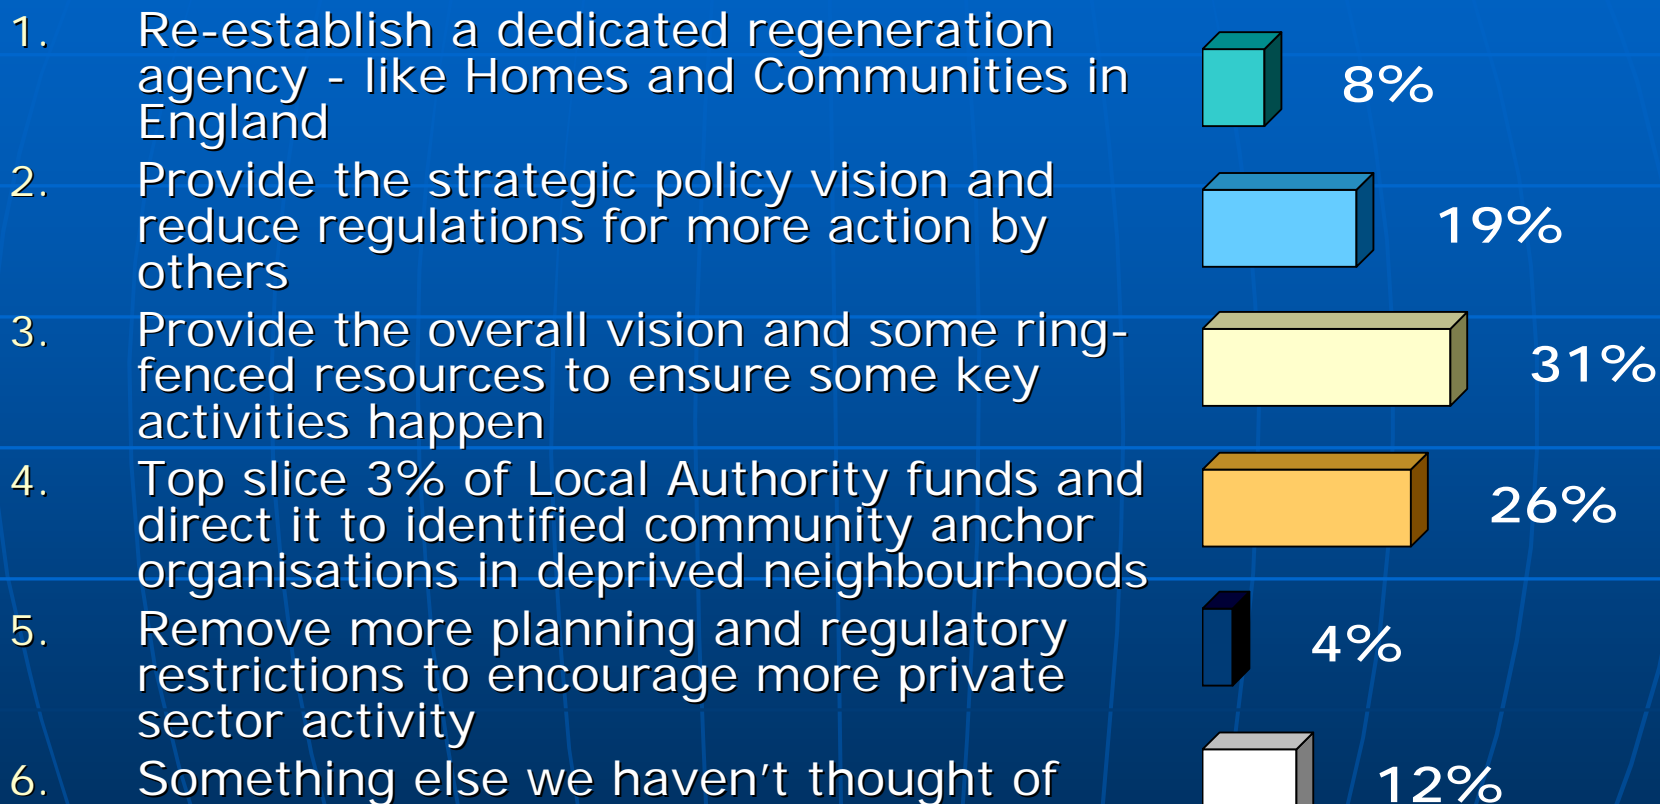 1. Re-establish a dedicated regeneration
agency - like Homes and Communities in
England
8%
2. Provide the strategic policy vision and
reduce regulations for more action by
others
19%
3. Provide the overall vision and some ring-
fenced resources to ensure some key
activities happen
31%
4. Top slice 3% of Local Authority funds and
direct it to identified community anchor
organisations in deprived neighbourhoods
26%
5. Remove more planning and regulatory
restrictions to encourage more private
sector activity
4%
6. Something else we haven't thought of
12%